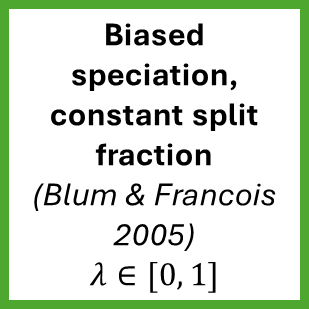 Biased
speciation,
constant split
fraction
(Blum & Francois
2005)
λ ∈ [0, 1]